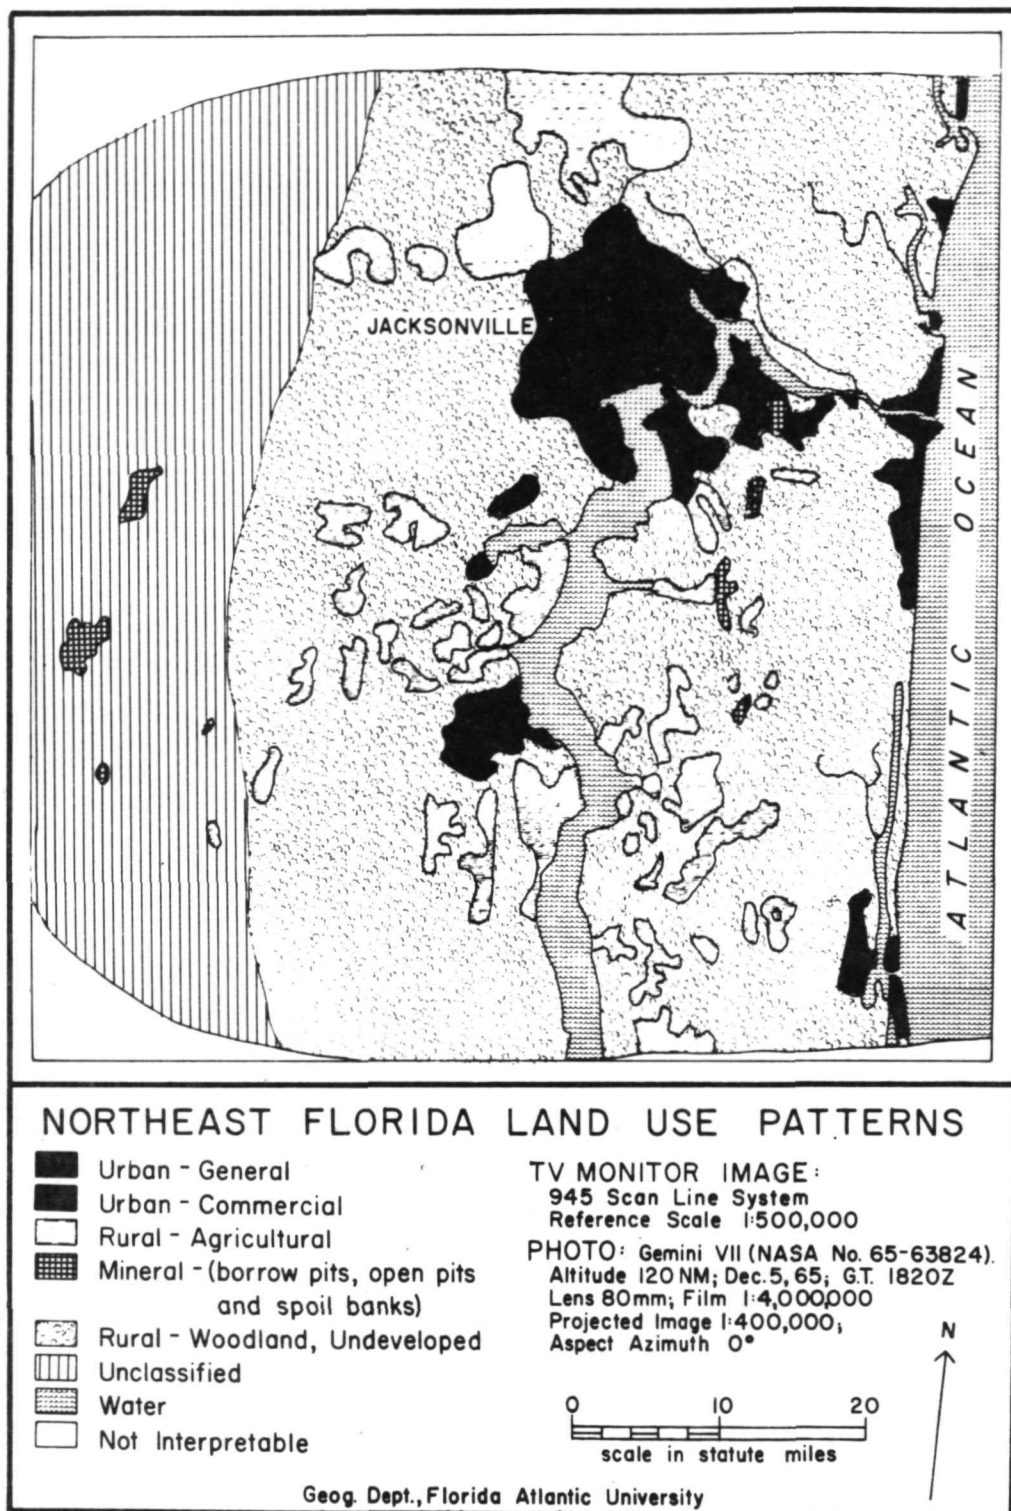 JACKSONVILLE
ATLANTIC OCEAN
NORTHEAST FLORIDA LAND USE PATTERNS
Urban - General
Urban - Commercial
Rural - Agricultural
Mineral - (borrow pits, open pits
and spoil banks)
Rural - Woodland, Undeveloped
Unclassified
Water
Not Interpretable
TV MONITOR IMAGE:
945 Scan Line System
Reference Scale 1:500,000
PHOTO: Gemini VII (NASA No. 65-63824).
Altitude 120 NM; Dec. 5, 65; G.T. 1820Z
Lens 80mm; Film 1:4,000,000
Projected Image 1:400,000;
Aspect Azimuth 0°
N
0 10 20
scale in statute miles
Geog. Dept., Florida Atlantic University